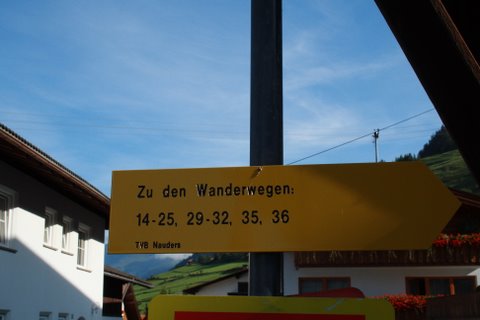 Zu den Wanderwegen:
14-25, 29-32, 35, 36
TVB Nauders